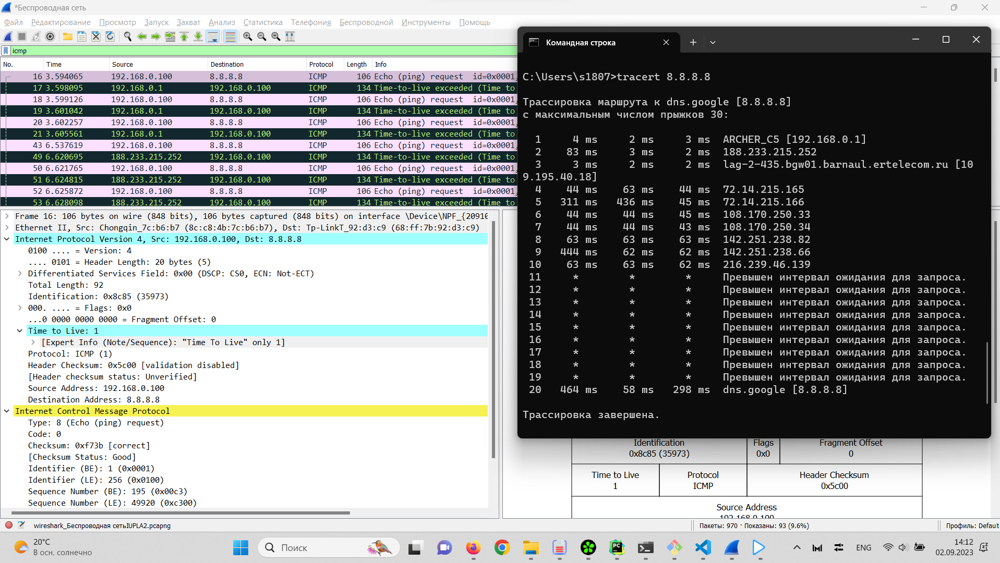 *Беспроводная сеть
Файл Редактирование Просмотр Запуск Захват Анализ Статистика Телефония Беспроводной Инструменты Помощь
icmp
No. Time Source Destination Protocol Length Info
16 3.594065 192.168.0.100 8.8.8.8 ICMP 106 Echo (ping) request id=0x0001,
17 3.598095 192.168.0.1 192.168.0.100 ICMP 134 Time-to-live exceeded (Time to
18 3.599126 192.168.0.100 8.8.8.8 ICMP 106 Echo (ping) request id=0x0001,
19 3.601042 192.168.0.1 192.168.0.100 ICMP 134 Time-to-live exceeded (Time to
20 3.602257 192.168.0.100 8.8.8.8 ICMP 106 Echo (ping) request id=0x0001,
21 3.605561 192.168.0.1 192.168.0.100 ICMP 134 Time-to-live exceeded (Time to
43 6.537619 192.168.0.100 8.8.8.8 ICMP 106 Echo (ping) request id=0x0001,
49 6.620695 188.233.215.252 192.168.0.100 ICMP 134 Time-to-live exceeded (Time to
50 6.621765 192.168.0.100 8.8.8.8 ICMP 106 Echo (ping) request id=0x0001,
51 6.624815 188.233.215.252 192.168.0.100 ICMP 134 Time-to-live exceeded (Time to
52 6.625872 192.168.0.100 8.8.8.8 ICMP 106 Echo (ping) request id=0x0001,
53 6.628098 188.233.215.252 192.168.0.100 ICMP 134 Time-to-live exceeded (Time to
Frame 16: 106 bytes on wire (848 bits), 106 bytes captured (848 bits) on interface \Device\NPF_{20910
Ethernet II, Src: Chongqin_7c:b6:b7 (8c:c8:4b:7c:b6:b7), Dst: Tp-LinkT_92:d3:c9 (68:ff:7b:92:d3:c9)
Internet Protocol Version 4, Src: 192.168.0.100, Dst: 8.8.8.8
0100 .... = Version: 4
.... 0101 = Header Length: 20 bytes (5)
Differentiated Services Field: 0x00 (DSCP: CS0, ECN: Not-ECT)
Total Length: 92
Identification: 0x8c85 (35973)
000. .... = Flags: 0x0
...0 0000 0000 0000 = Fragment Offset: 0
Time to Live: 1
[Expert Info (Note/Sequence): "Time To Live" only 1]
Protocol: ICMP (1)
Header Checksum: 0x5c00 [validation disabled]
[Header checksum status: Unverified]
Source Address: 192.168.0.100
Destination Address: 8.8.8.8
Internet Control Message Protocol
Type: 8 (Echo (ping) request)
Code: 0
Checksum: 0xf73b [correct]
[Checksum Status: Good]
Identifier (BE): 1 (0x0001)
Identifier (LE): 256 (0x0100)
Sequence Number (BE): 195 (0x00c3)
Sequence Number (LE): 49920 (0xc300)
Командная строка
C:\Users\s1807>tracert 8.8.8.8
Трассировка маршрута к dns.google [8.8.8.8]
с максимальным числом прыжков 30:
1 4 ms 2 ms 3 ms ARCHER_C5 [192.168.0.1]
2 83 ms 3 ms 2 ms 188.233.215.252
3 3 ms 2 ms 2 ms lag-2-435.bgw01.barnaul.ertelecom.ru [10
9.195.40.18]
4 44 ms 63 ms 44 ms 72.14.215.165
5 311 ms 436 ms 45 ms 72.14.215.166
6 44 ms 44 ms 45 ms 108.170.250.33
7 44 ms 44 ms 43 ms 108.170.250.34
8 63 ms 63 ms 63 ms 142.251.238.82
9 444 ms 62 ms 62 ms 142.251.238.66
10 63 ms 63 ms 62 ms 216.239.46.139
11 * * * Превышен интервал ожидания для запроса.
12 * * * Превышен интервал ожидания для запроса.
13 * * * Превышен интервал ожидания для запроса.
14 * * * Превышен интервал ожидания для запроса.
15 * * * Превышен интервал ожидания для запроса.
16 * * * Превышен интервал ожидания для запроса.
17 * * * Превышен интервал ожидания для запроса.
18 * * * Превышен интервал ожидания для запроса.
19 * * * Превышен интервал ожидания для запроса.
20 464 ms 58 ms 298 ms dns.google [8.8.8.8]
Трассировка завершена.
Identification Flags Fragment Offset
0x8c85 (35973) 0x0 0
Time to Live Protocol Header Checksum
1 ICMP 0x5c00
Source Address
192.168.0.100
wireshark_Беспроводная сетьIUPLA2.pcapng
Пакеты: 970 · Показаны: 93 (9.6%)
Профиль: Default
20°C
В осн. солнечно
Поиск
PC
ENG
14:12
02.09.2023